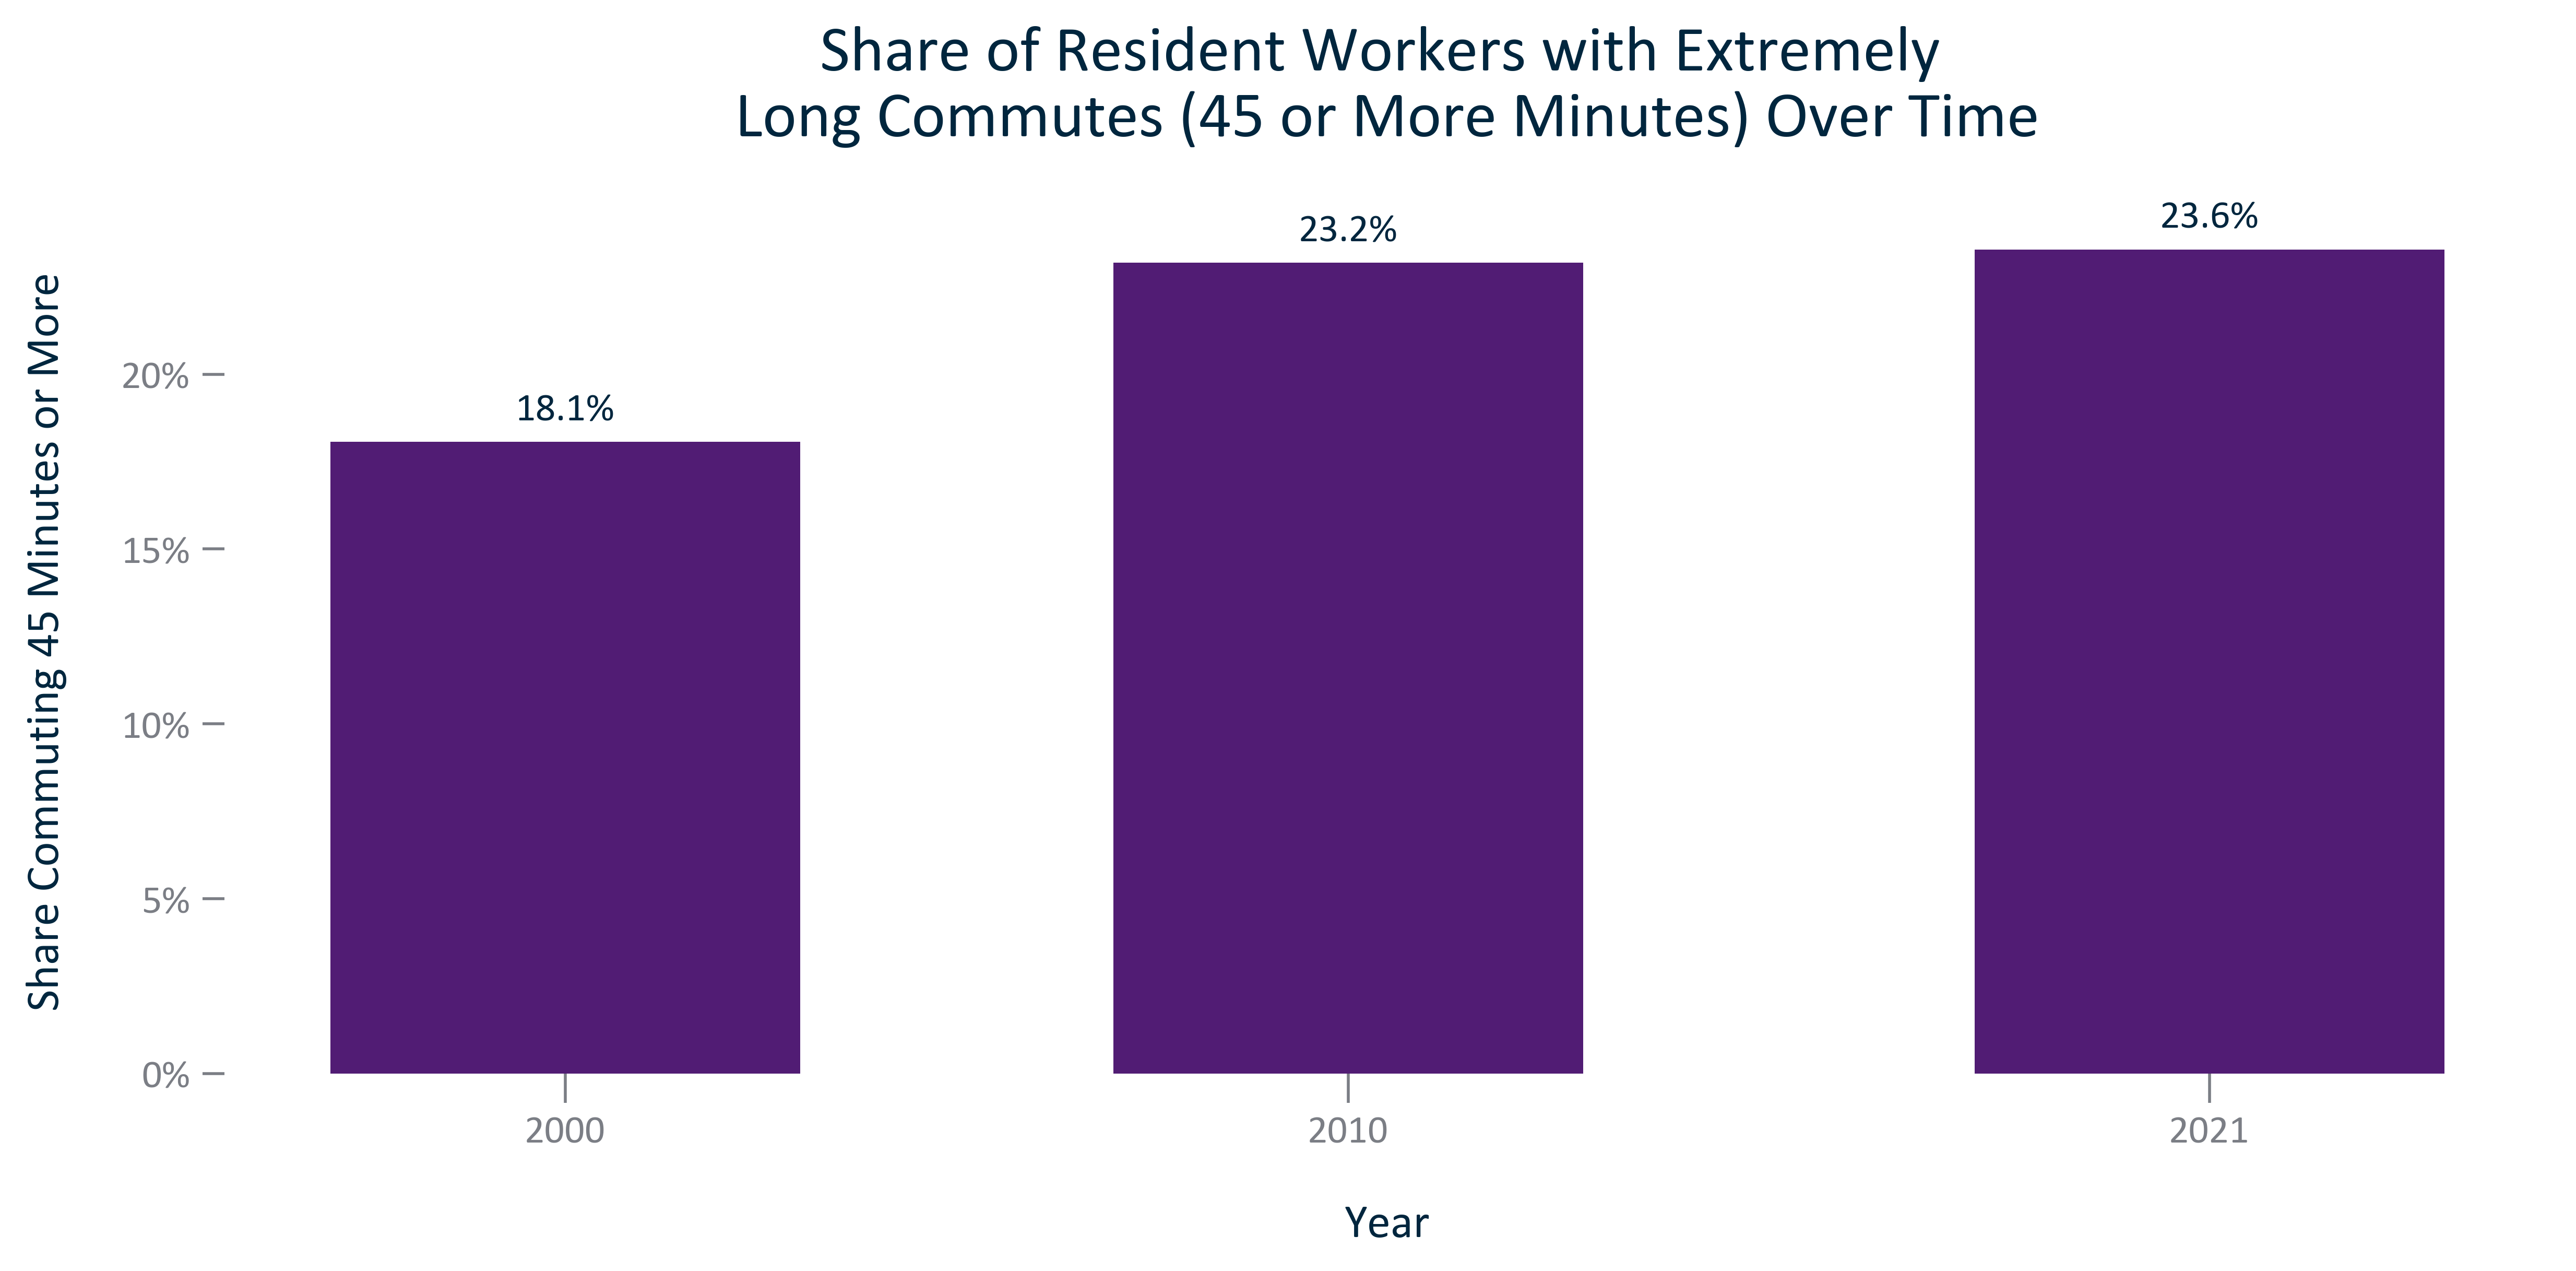 Share of Resident Workers with Extremely
Long Commutes (45 or More Minutes) Over Time
Share Commuting 45 Minutes or More
20%
15%
10%
5%
0%
18.1%
23.2%
23.6%
2000
2010
2021
Year